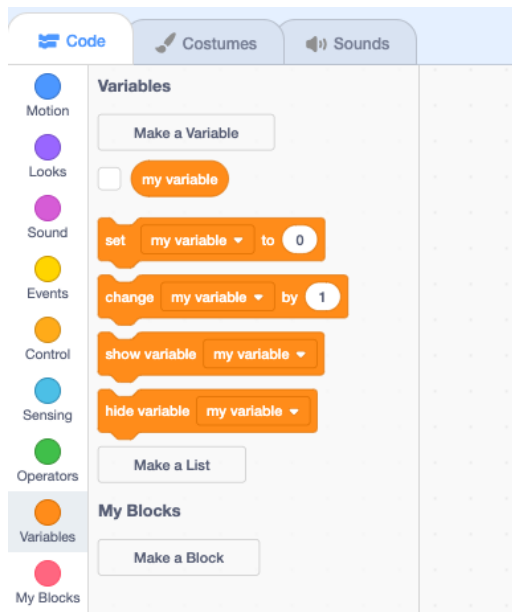 Code Costumes Sounds
Motion
Looks
Sound
Events
Control
Sensing
Operators
Variables
My Blocks
Variables
Make a Variable
my variable
set my variable to 0
change my variable by 1
show variable my variable
hide variable my variable
Make a List
My Blocks
Make a Block